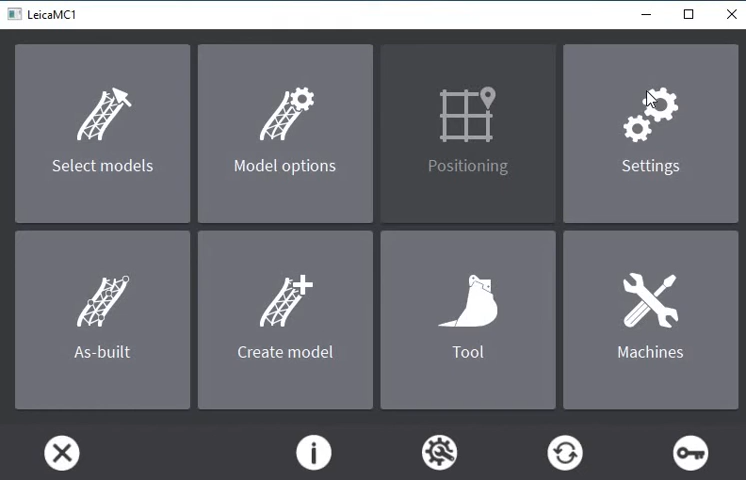 LeicaMC1
Select models
Model options
Positioning
Settings
As-built
Create model
Tool
Machines